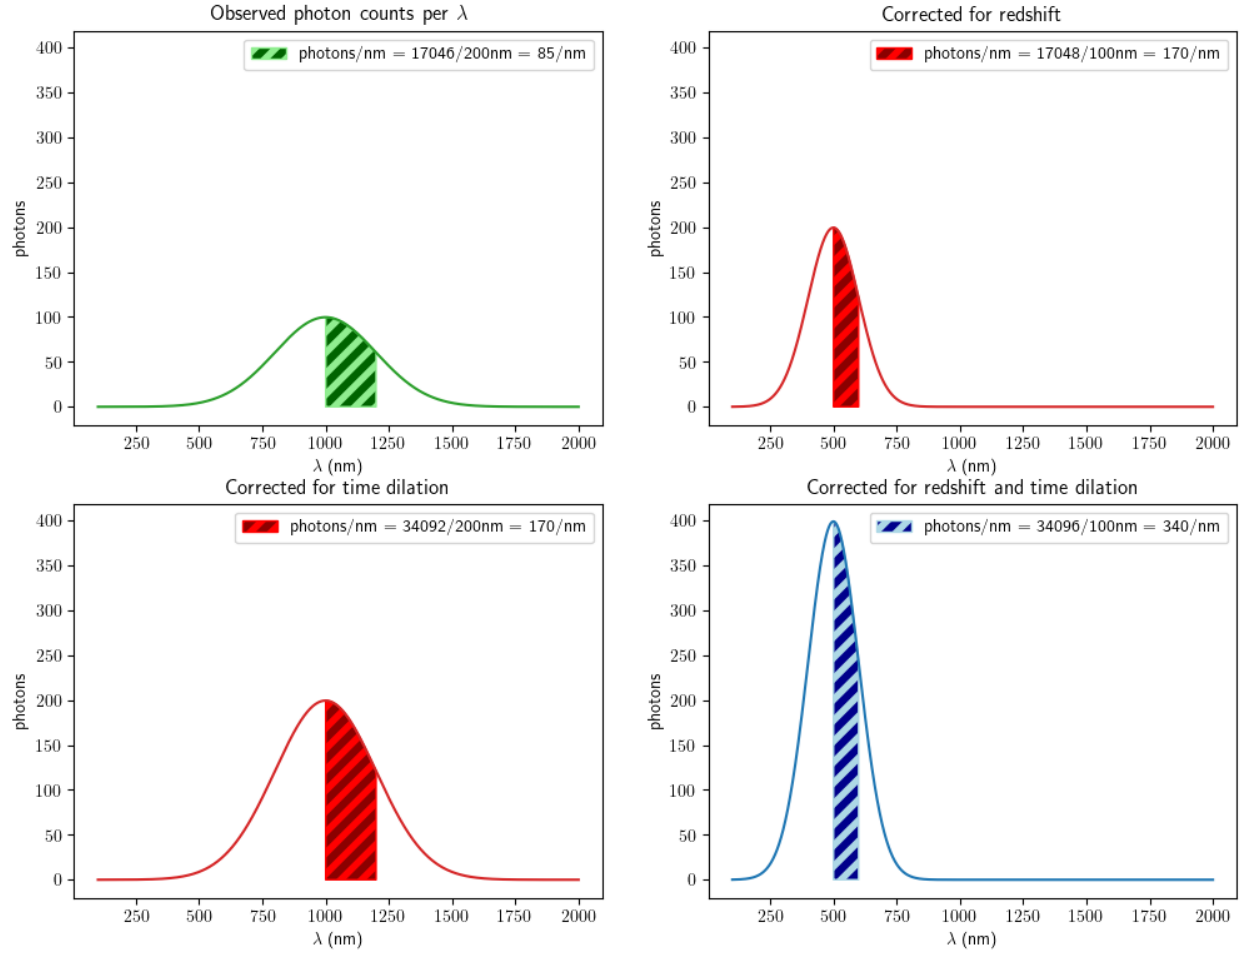 Observed photon counts per λ
photons/nm = 17046/200nm = 85/nm
400
350
300
250
200
150
100
50
0
photons
250 500 750 1000 1250 1500 1750 2000
λ (nm)
Corrected for redshift
photons/nm = 17048/100nm = 170/nm
400
350
300
250
200
150
100
50
0
photons
250 500 750 1000 1250 1500 1750 2000
λ (nm)
Corrected for time dilation
photons/nm = 34092/200nm = 170/nm
400
350
300
250
200
150
100
50
0
photons
250 500 750 1000 1250 1500 1750 2000
λ (nm)
Corrected for redshift and time dilation
photons/nm = 34096/100nm = 340/nm
400
350
300
250
200
150
100
50
0
photons
250 500 750 1000 1250 1500 1750 2000
λ (nm)